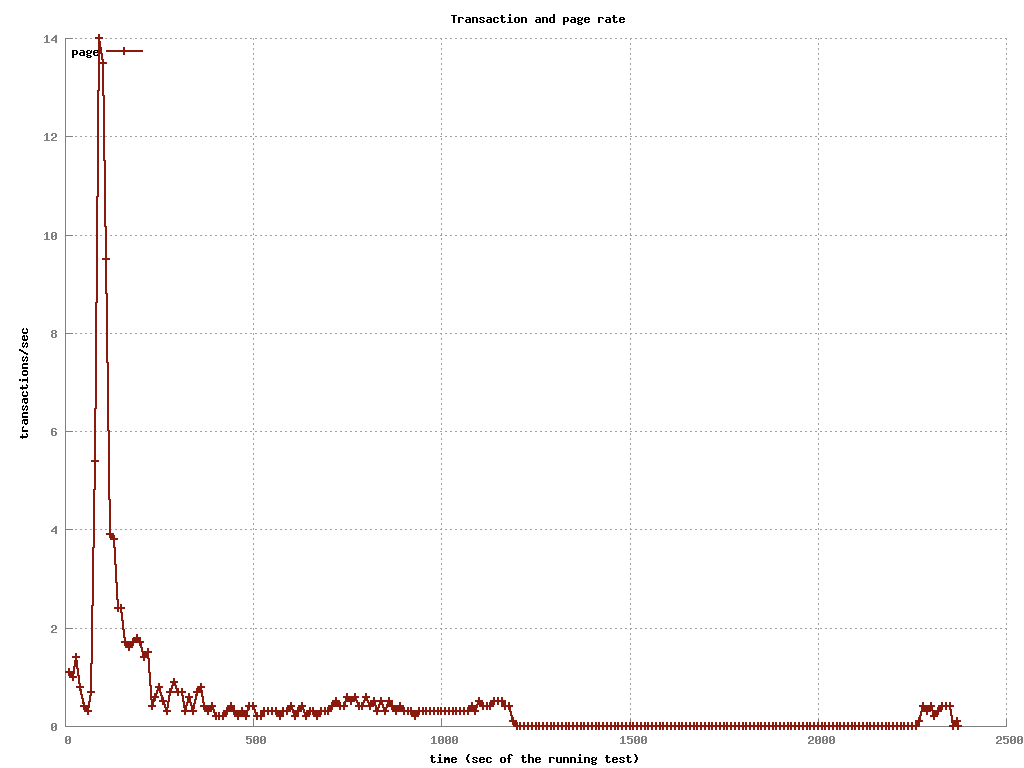 Transaction and page rate
page
14
12
10
8
6
4
2
0
transactions/sec
0 500 1000 1500 2000 2500
time (sec of the running test)